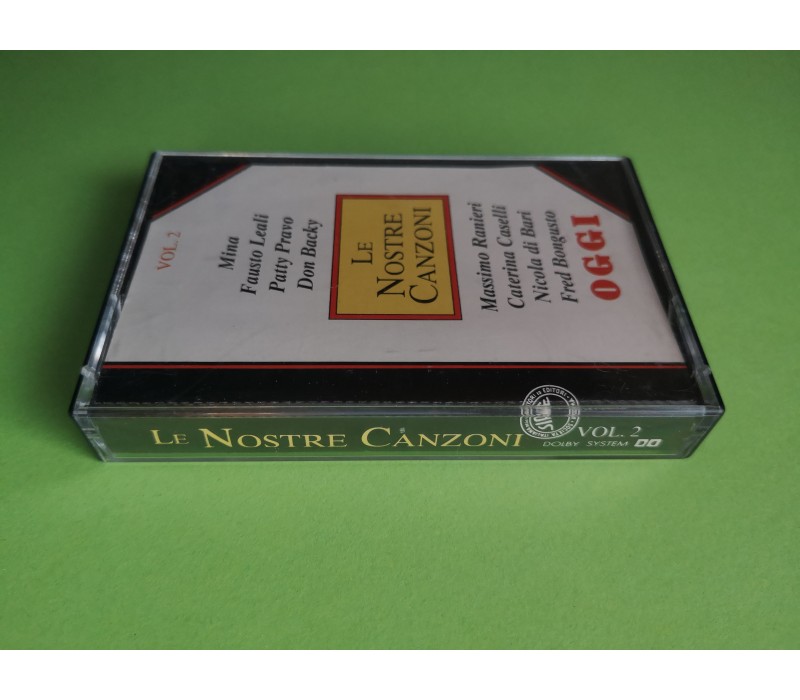 VOL. 2
Mina
Fausto Leali
Patty Pravo
Don Backy
LE
NOSTRE
CANZONI
Massimo Ranieri
Caterina Caselli
Nicola di Bari
Fred Bongusto
OGGI
LE NOSTRE CANZONI
VOL. 2
DOLBY SYSTEM